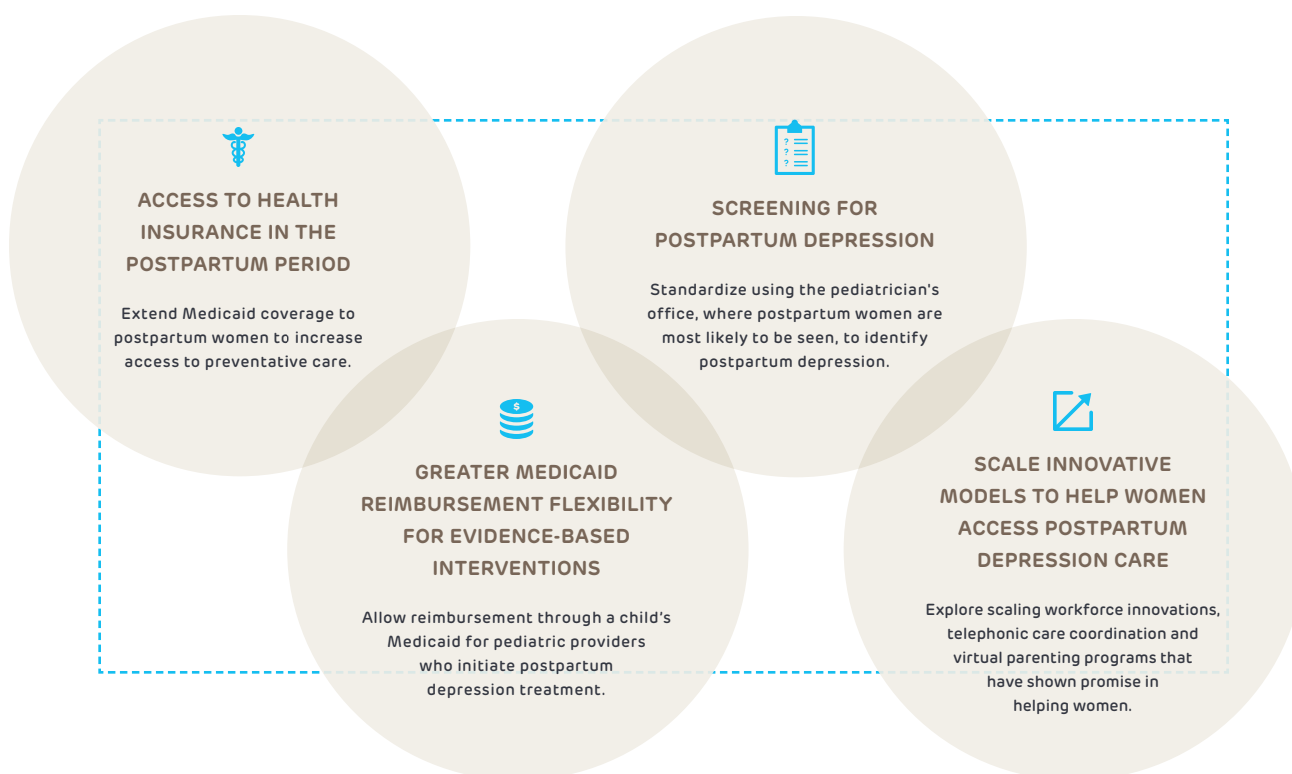 ACCESS TO HEALTH
INSURANCE IN THE
POSTPARTUM PERIOD
Extend Medicaid coverage to
postpartum women to increase
access to preventative care.
$
GREATER MEDICAID
REIMBURSEMENT FLEXIBILITY
FOR EVIDENCE-BASED
INTERVENTIONS
Allow reimbursement through a child's
Medicaid for pediatric providers
who initiate postpartum
depression treatment.
?
?
?
SCREENING FOR
POSTPARTUM DEPRESSION
Standardize using the pediatrician's
office, where postpartum women are
most likely to be seen, to identify
postpartum depression.
SCALE INNOVATIVE
MODELS TO HELP WOMEN
ACCESS POSTPARTUM
DEPRESSION CARE
Explore scaling workforce innovations,
telephonic care coordination and
virtual parenting programs that
have shown promise in
helping women.